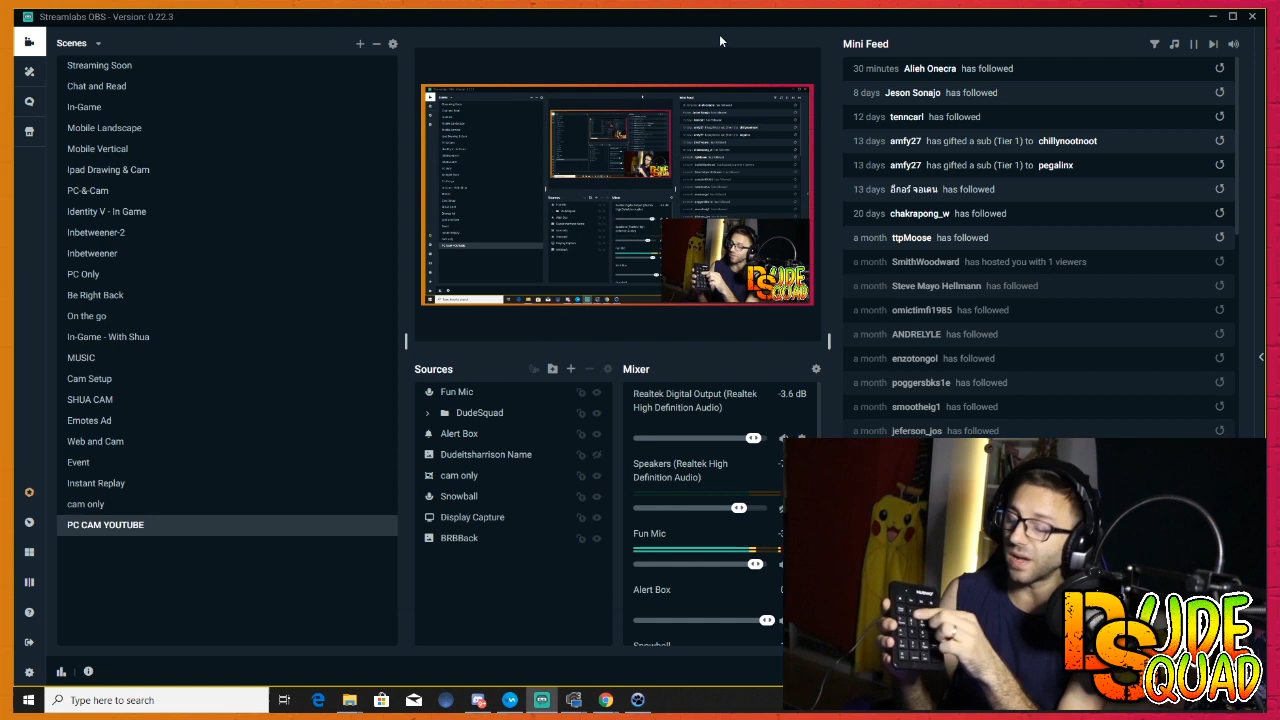 Streamlabs OBS - Version: 0.22.3
Scenes
Streaming Soon
Chat and Read
In-Game
Mobile Landscape
Mobile Vertical
Ipad Drawing & Cam
PC & Cam
Identity V - In Game
Inbetweener-2
Inbetweener
PC Only
Be Right Back
On the go
In-Game - With Shua
MUSIC
Cam Setup
SHUA CAM
Emotes Ad
Web and Cam
Event
Instant Replay
cam only
PC CAM YOUTUBE
Sources
Fun Mic
DudeSquad
Alert Box
Dudeitsharrison Name
cam only
Snowball
Display Capture
BRBBack
Mixer
Realtek Digital Output (Realtek
High Definition Audio)
-3.6 dB
Speakers (Realtek High
Definition Audio)
Fun Mic
Alert Box
Snowball
Mini Feed
30 minutes Alieh Onecra has followed
8 days Jeson Sonajo has followed
12 days tenncarl has followed
13 days amfy27 has gifted a sub (Tier 1) to chillynootnoot
13 days amfy27 has gifted a sub (Tier 1) to pegalinx
13 days อีกอร์ จอเดน has followed
20 days chakrapong_w has followed
a month ttpMoose has followed
a month SmithWoodward has hosted you with 1 viewers
a month Steve Mayo Hellmann has followed
a month omictimfi1985 has followed
a month ANDRELYLE has followed
a month enzotongol has followed
a month poggersbks1e has followed
a month smootheig1 has followed
a month jeferson_jos has followed
DUDE
SQUAD
Type here to search